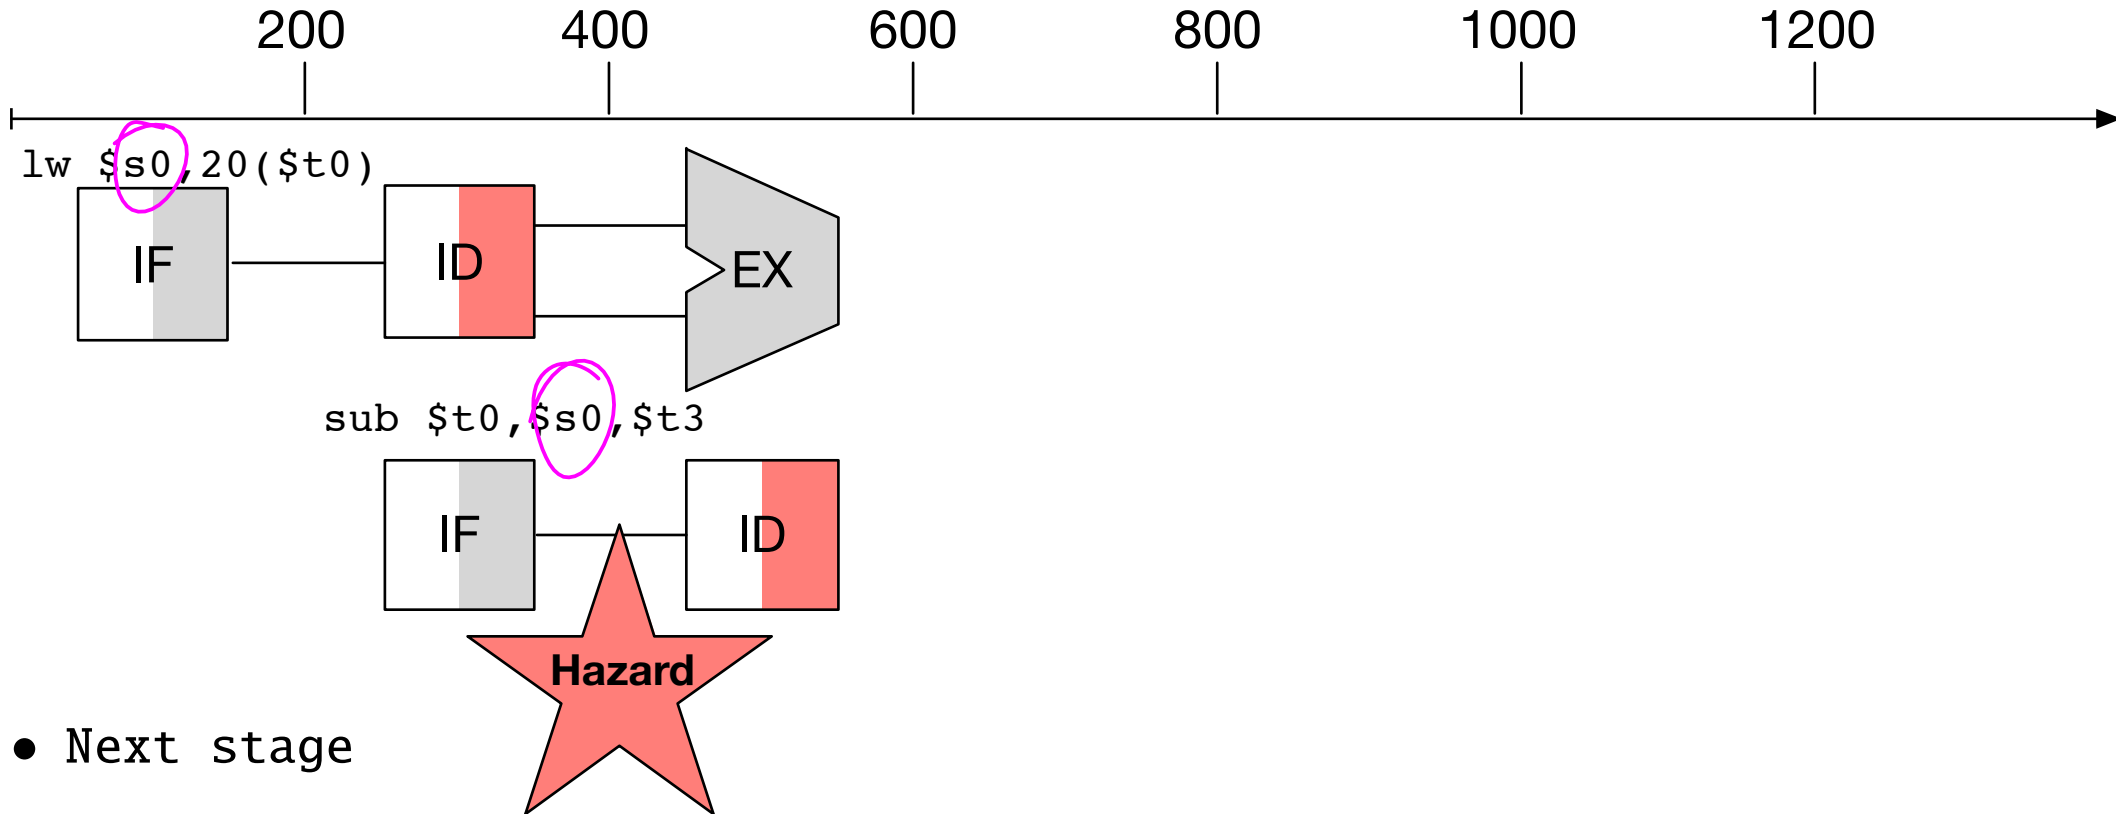 200 400 600 800 1000 1200
lw $s0,20($t0)
IF ID EX
sub $t0,$s0,$t3
IF ID
Hazard
• Next stage